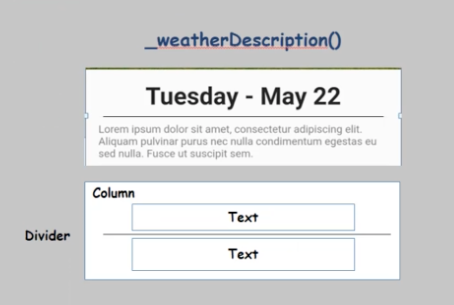 _weatherDescription()
Tuesday - May 22
Lorem ipsum dolor sit amet, consectetur adipiscing elit.
Aliquam pulvinar purus nec nulla condimentum egestas eu
sed nulla. Fusce ut suscipit sem.
Column
Text
Divider
Text